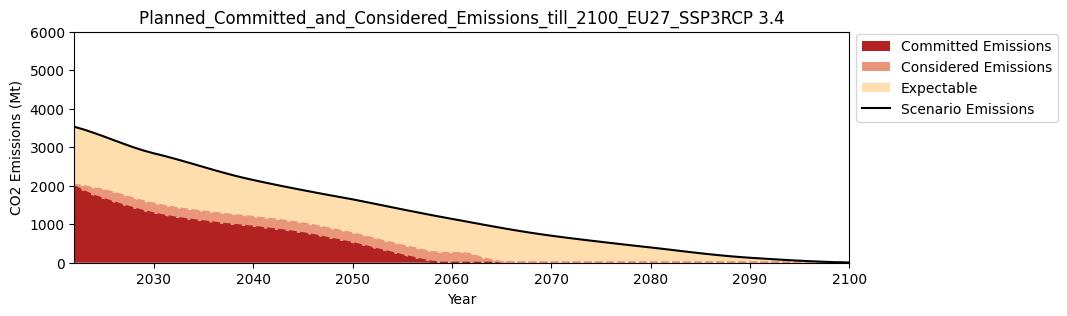 Planned_Committed_and_Considered_Emissions_till_2100_EU27_SSP3RCP 3.4
6000
5000
4000
3000
2000
1000
0
CO2 Emissions (Mt)
2030 2040 2050 2060 2070 2080 2090 2100
Year
Committed Emissions
Considered Emissions
Expectable
Scenario Emissions